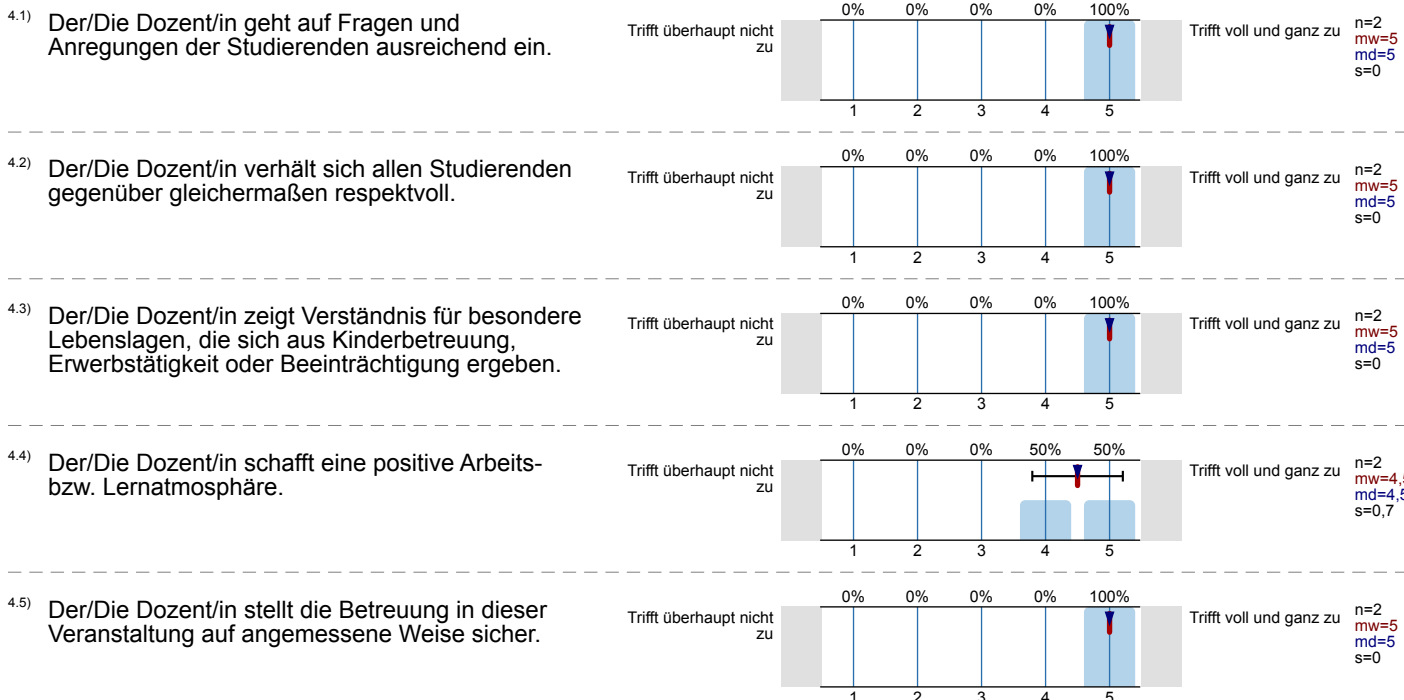 4.1) Der/Die Dozent/in geht auf Fragen und
Anregungen der Studierenden ausreichend ein.
Trifft überhaupt nicht
zu
0% 0% 0% 0% 100%
1 2 3 4 5
Trifft voll und ganz zu
n=2
mw=5
md=5
s=0
4.2) Der/Die Dozent/in verhält sich allen Studierenden
gegenüber gleichermaßen respektvoll.
Trifft überhaupt nicht
zu
0% 0% 0% 0% 100%
1 2 3 4 5
Trifft voll und ganz zu
n=2
mw=5
md=5
s=0
4.3) Der/Die Dozent/in zeigt Verständnis für besondere
Lebenslagen, die sich aus Kinderbetreuung,
Erwerbstätigkeit oder Beeinträchtigung ergeben.
Trifft überhaupt nicht
zu
0% 0% 0% 0% 100%
1 2 3 4 5
Trifft voll und ganz zu
n=2
mw=5
md=5
s=0
4.4) Der/Die Dozent/in schafft eine positive Arbeits-
bzw. Lernatmosphäre.
Trifft überhaupt nicht
zu
0% 0% 0% 50% 50%
1 2 3 4 5
Trifft voll und ganz zu
n=2
mw=4,5
md=4,5
s=0,7
4.5) Der/Die Dozent/in stellt die Betreuung in dieser
Veranstaltung auf angemessene Weise sicher.
Trifft überhaupt nicht
zu
0% 0% 0% 0% 100%
1 2 3 4 5
Trifft voll und ganz zu
n=2
mw=5
md=5
s=0